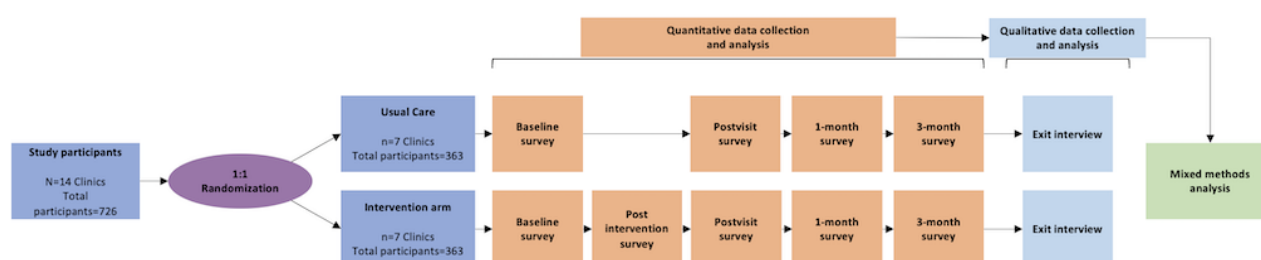 Quantitative data collection
and analysis
Qualitative data collection
and analysis
Usual Care
n=7 Clinics
Total participants=363
Baseline
survey
Postvisit
survey
1-month
survey
3-month
survey
Exit interview
Study participants
N=14 Clinics
Total
participants=726
1:1
Randomization
Mixed methods
analysis
Intervention arm
n=7 Clinics
Total participants=363
Baseline
survey
Post
intervention
survey
Postvisit
survey
1-month
survey
3-month
survey
Exit interview